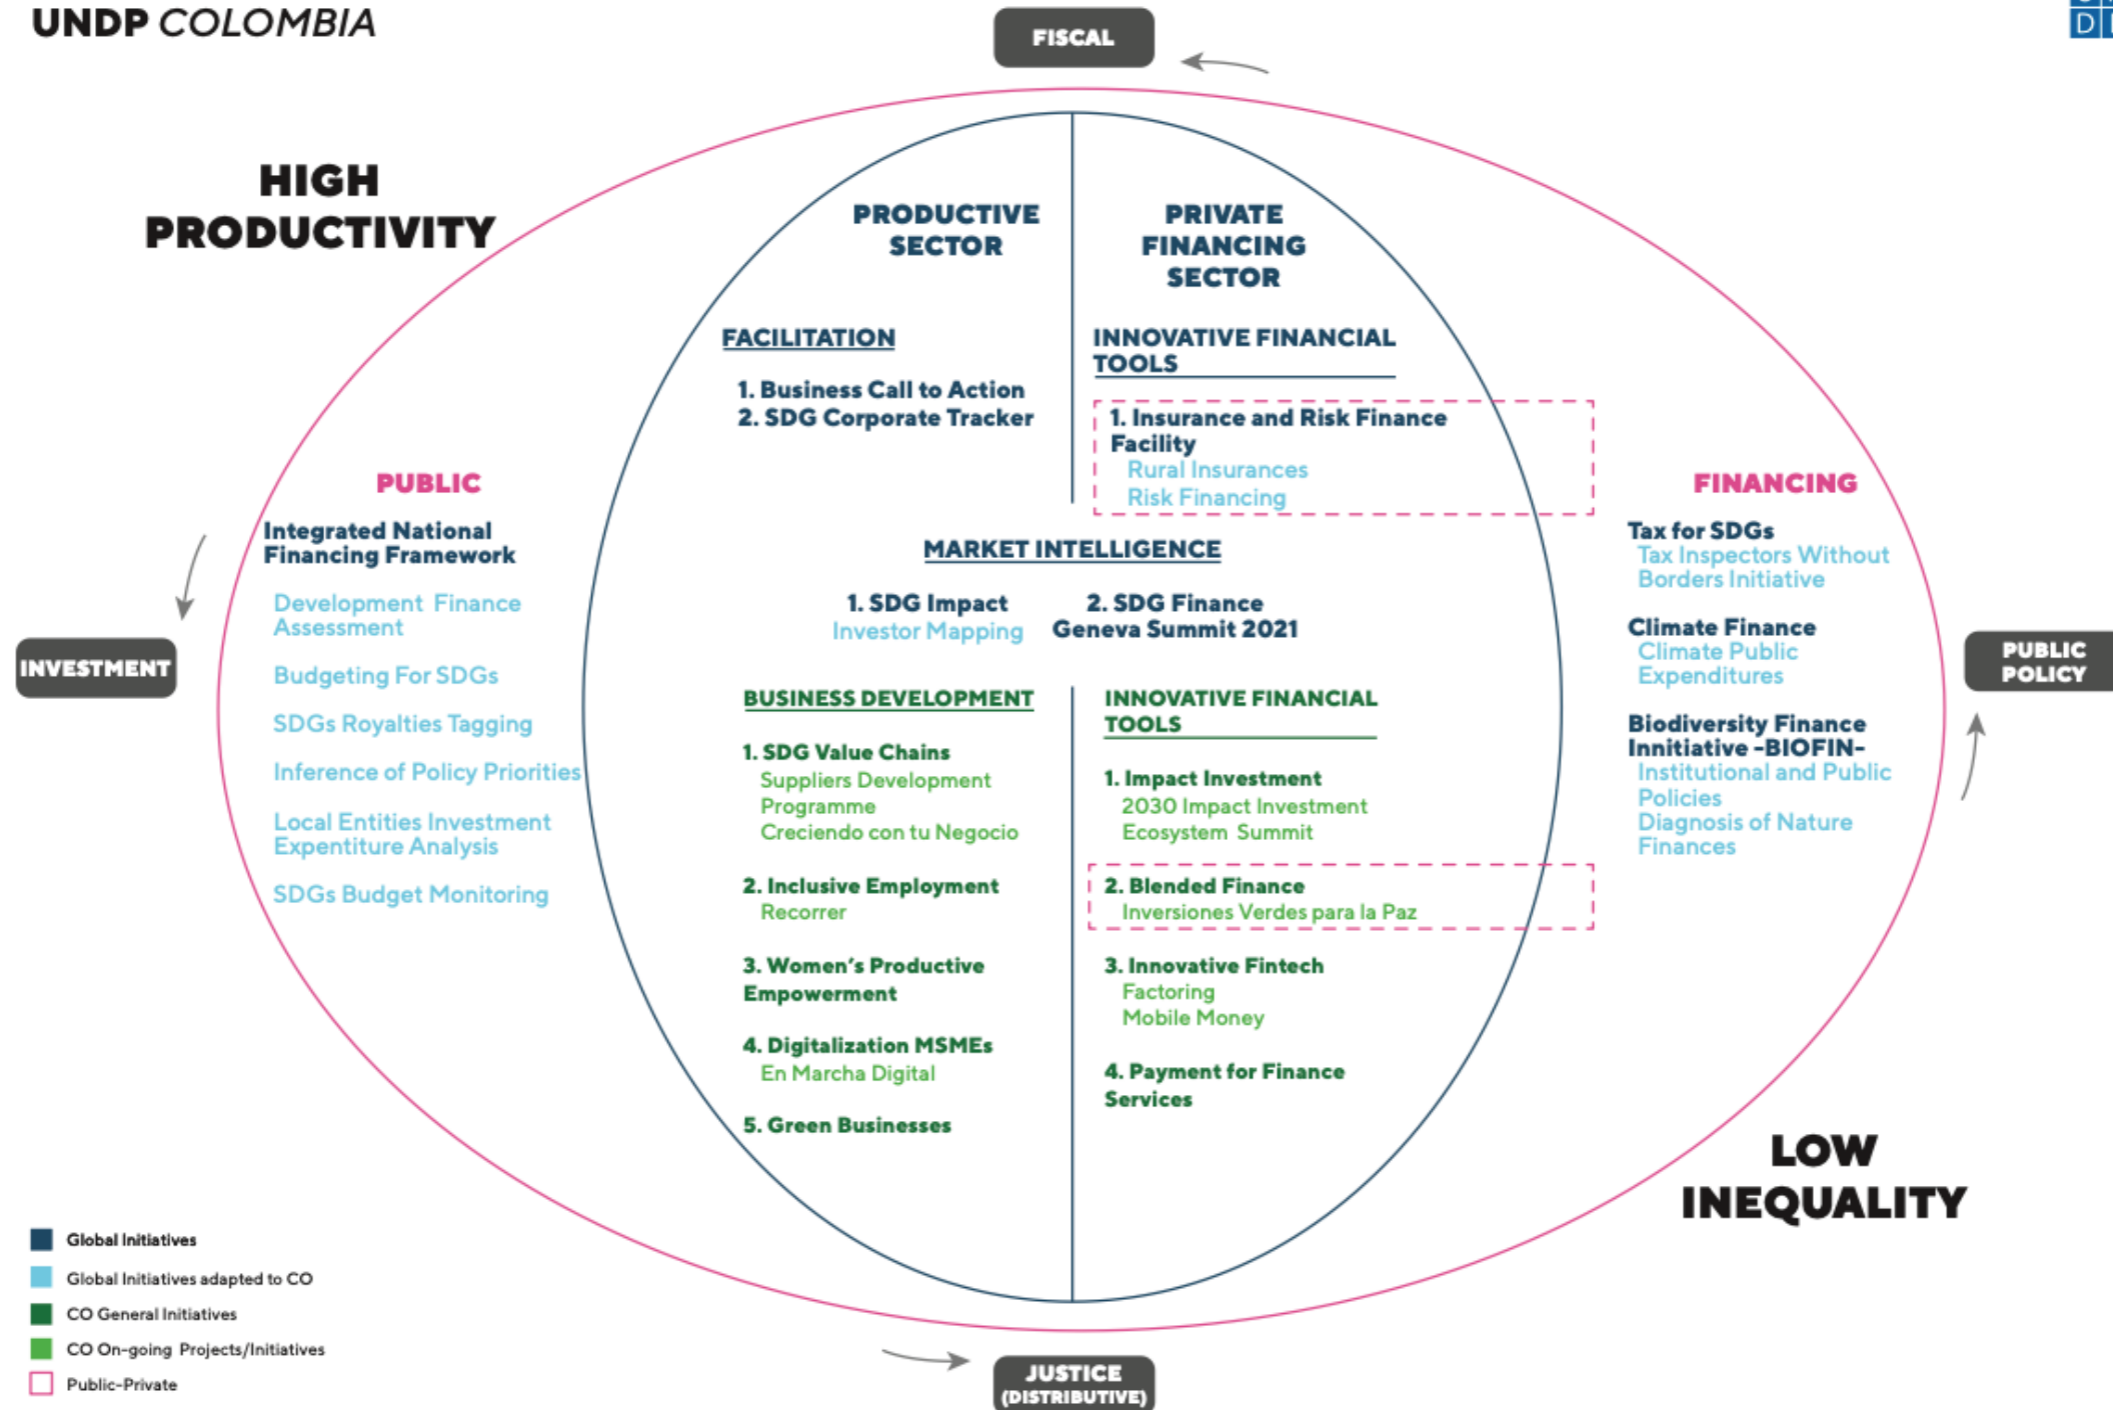 UNDP COLOMBIA
FISCAL
HIGH
PRODUCTIVITY
PRODUCTIVE
SECTOR
PRIVATE
FINANCING
SECTOR
FACILITATION
1. Business Call to Action
2. SDG Corporate Tracker
INNOVATIVE FINANCIAL
TOOLS
1. Insurance and Risk Finance
Facility
Rural Insurances
Risk Financing
MARKET INTELLIGENCE
1. SDG Impact
Investor Mapping
2. SDG Finance
Geneva Summit 2021
PUBLIC
Integrated National
Financing Framework
Development Finance
Assessment
Budgeting For SDGs
SDGs Royalties Tagging
Inference of Policy Priorities
Local Entities Investment
Expentiture Analysis
SDGs Budget Monitoring
INVESTMENT
BUSINESS DEVELOPMENT
1. SDG Value Chains
Suppliers Development
Programme
Creciendo con tu Negocio
2. Inclusive Employment
Recorrer
3. Women's Productive
Empowerment
4. Digitalization MSMEs
En Marcha Digital
5. Green Businesses
INNOVATIVE FINANCIAL
TOOLS
1. Impact Investment
2030 Impact Investment
Ecosystem Summit
2. Blended Finance
Inversiones Verdes para la Paz
3. Innovative Fintech
Factoring
Mobile Money
4. Payment for Finance
Services
FINANCING
Tax for SDGs
Tax Inspectors Without
Borders Initiative
Climate Finance
Climate Public
Expenditures
Biodiversity Finance
Innitiative -BIOFIN-
Institutional and Public
Policies
Diagnosis of Nature
Finances
PUBLIC
POLICY
LOW
INEQUALITY
Global Initiatives
Global Initiatives adapted to CO
CO General Initiatives
CO On-going Projects/Initiatives
Public-Private
JUSTICE
(DISTRIBUTIVE)